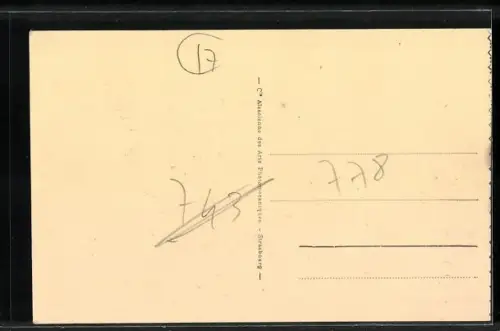 17
— Cie Alsacienne des Arts Photomécaniques. - Strasbourg —
778
743